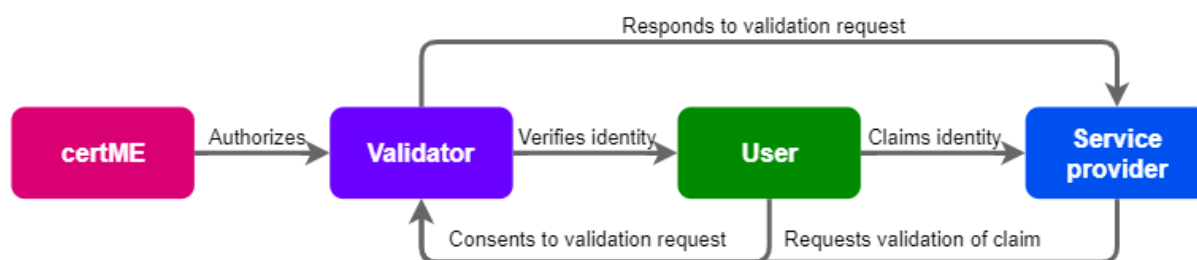 Responds to validation request
certME
Authorizes
Validator
Verifies identity
User
Claims identity
Service
provider
Consents to validation request
Requests validation of claim